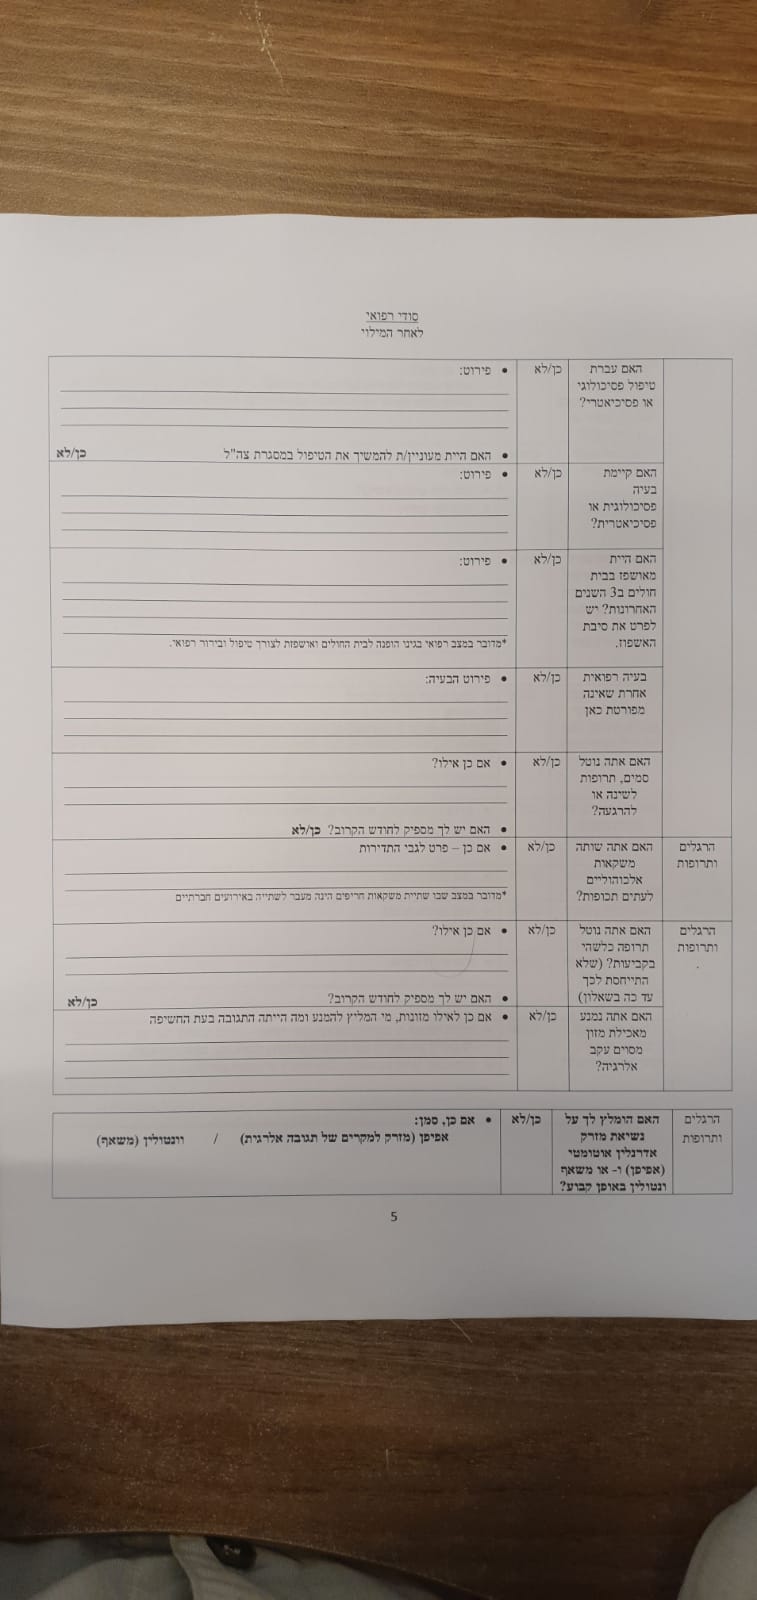 סודי רפואי
לאחר המילוי
האם עברת
טיפול פסיכולוגי
או פסיכיאטרי?
כן/לא
• פירוט:
• האם היית מעוניין/ת להמשיך את הטיפול במסגרת צה"ל כן/לא
האם קיימת
בעיה
פסיכולוגית או
פסיכיאטרית?
כן/לא
• פירוט:
האם היית
מאושפז בבית
חולים ב3 השנים
האחרונות? יש
לפרט את סיבת
האשפוז.
כן/לא
• פירוט:
*מדובר במצב רפואי בגינו הופנה לבית החולים ואושפזת לצורך טיפול ובירור רפואי.
בעיה רפואית
אחרת שאינה
מפורטת כאן
כן/לא
• פירוט הבעיה:
האם אתה נוטל
סמים, תרופות
לשינה או
להרגעה?
כן/לא
• אם כן אילו?
• האם יש לך מספיק לחודש הקרוב? כן/לא
הרגלים
ותרופות
האם אתה שותה
משקאות
אלכוהוליים
לעתים תכופות?
כן/לא
• אם כן – פרט לגבי התדירות
*מדובר במצב שבו שתיית משקאות חריפים הינה מעבר לשתייה באירועים חברתיים
הרגלים
ותרופות
.
האם אתה נוטל
תרופה כלשהי
בקביעות? (שלא
התייחסת לכך
עד כה בשאלון)
כן/לא
• אם כן אילו?
• האם יש לך מספיק לחודש הקרוב? כן/לא
האם אתה נמנע
מאכילת מזון
מסוים עקב
אלרגיה?
כן/לא
• אם כן לאילו מזונות, מי המליץ להמנע ומה הייתה התגובה בעת החשיפה
הרגלים
ותרופות
האם הומלץ לך על
נשיאת מזרק
אדרנלין אוטומטי
(אפיפן) ו- או משאף
ונטולין באופן קבוע?
כן/לא
• אם כן, סמן:
אפיפן (מזרק למקרים של תגובה אלרגית) / וונטולין (משאף)
5